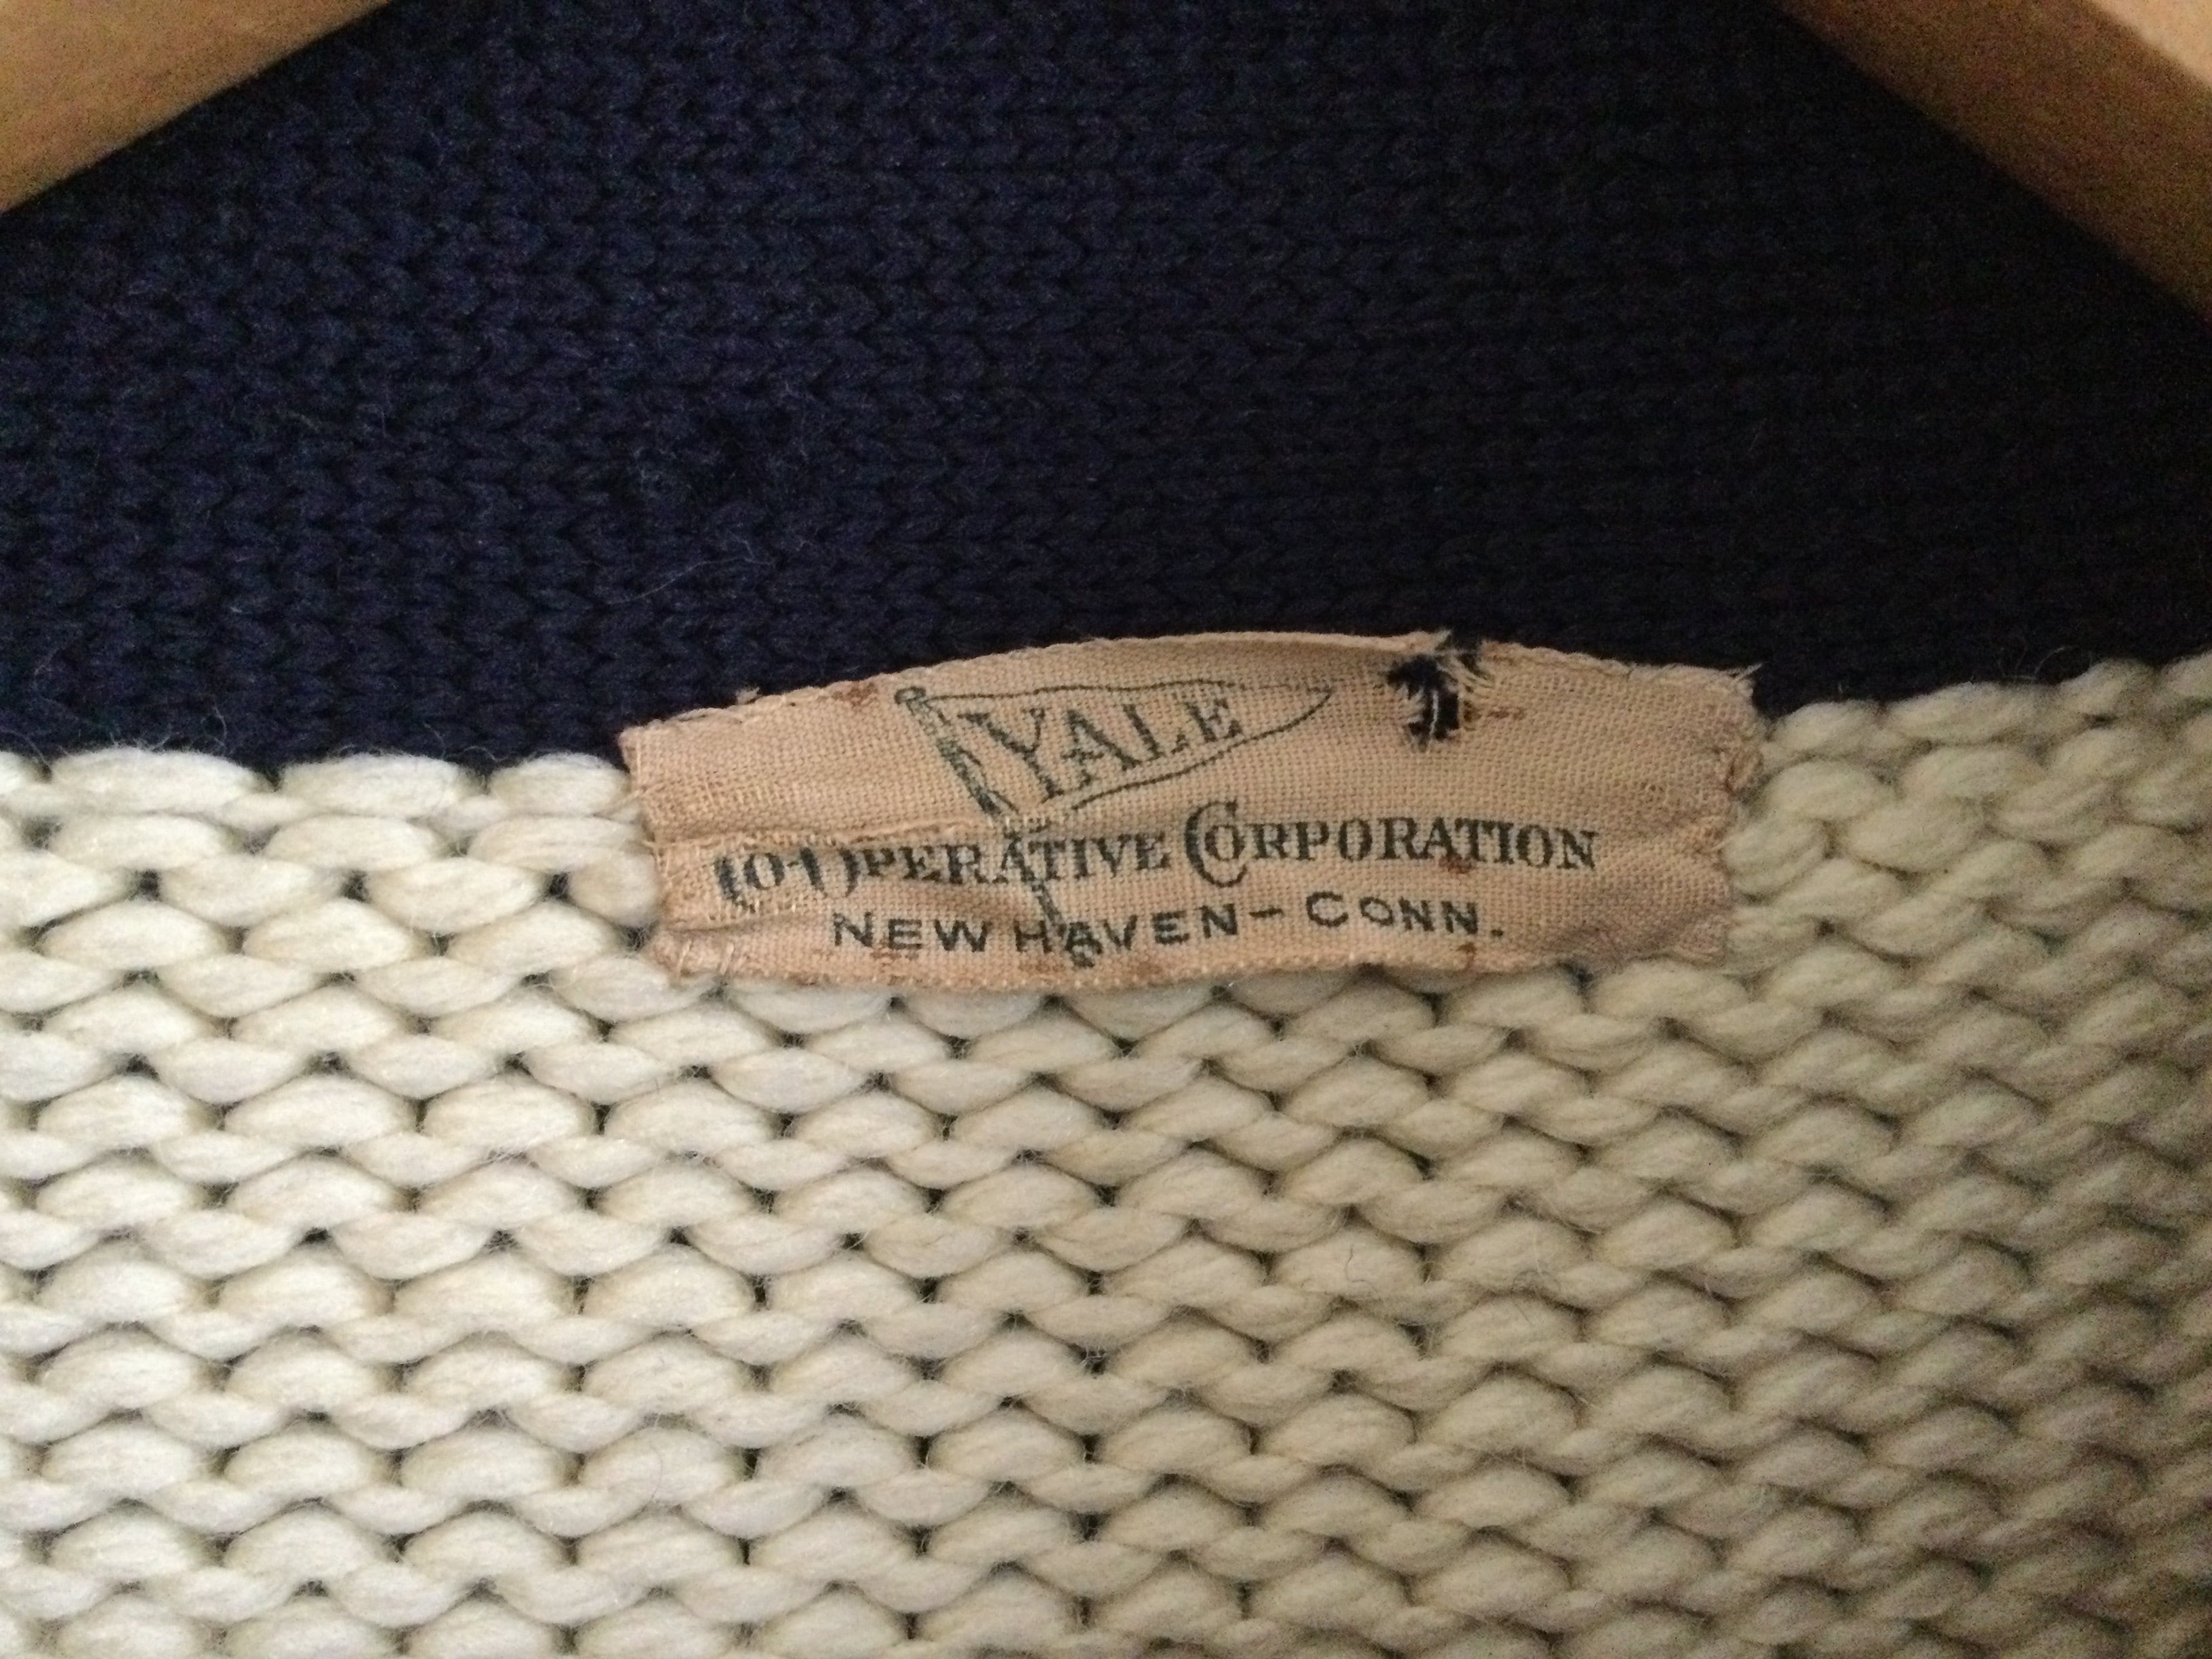 YALE
CO-OPERATIVE CORPORATION
NEW HAVEN - CONN.